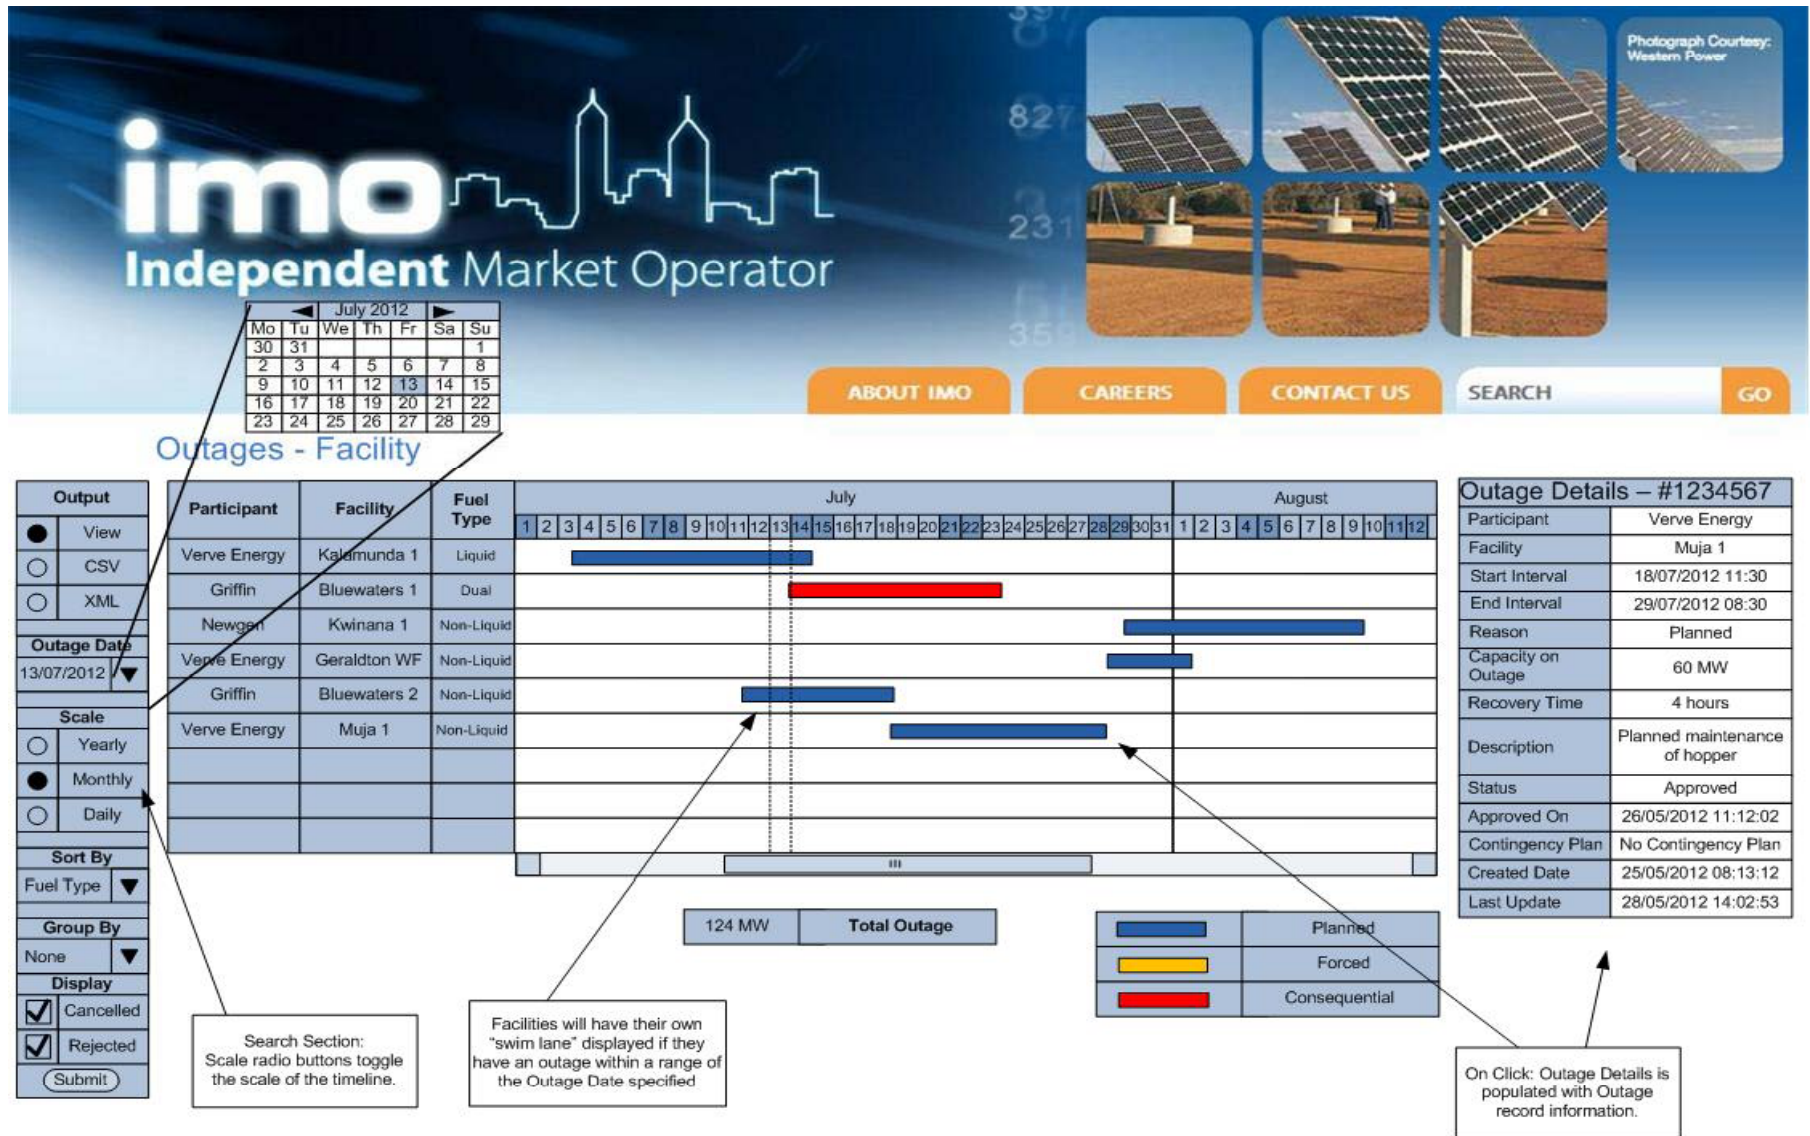 Photograph Courtesy:
Western Power
827
231
359
imo
Independent Market Operator
ABOUT IMO
CAREERS
CONTACT US
SEARCH
GO
July 2012
Mo Tu We Th Fr Sa Su
30 31 1
2 3 4 5 6 7 8
9 10 11 12 13 14 15
16 17 18 19 20 21 22
23 24 25 26 27 28 29
Outages - Facility
Output
View
CSV
XML
Outage Date
13/07/2012
Scale
Yearly
Monthly
Daily
Sort By
Fuel Type
Group By
None
Display
Cancelled
Rejected
Submit
Participant Facility Fuel Type
July August
1 2 3 4 5 6 7 8 9 10 11 12 13 14 15 16 17 18 19 20 21 22 23 24 25 26 27 28 29 30 31 1 2 3 4 5 6 7 8 9 10 11 12
Verve Energy Kalamunda 1 Liquid
Griffin Bluewaters 1 Dual
Newgen Kwinana 1 Non-Liquid
Verve Energy Geraldton WF Non-Liquid
Griffin Bluewaters 2 Non-Liquid
Verve Energy Muja 1 Non-Liquid
124 MW Total Outage
Planned
Forced
Consequential
Outage Details – #1234567
Participant Verve Energy
Facility Muja 1
Start Interval 18/07/2012 11:30
End Interval 29/07/2012 08:30
Reason Planned
Capacity on Outage 60 MW
Recovery Time 4 hours
Description Planned maintenance of hopper
Status Approved
Approved On 26/05/2012 11:12:02
Contingency Plan No Contingency Plan
Created Date 25/05/2012 08:13:12
Last Update 28/05/2012 14:02:53
Search Section:
Scale radio buttons toggle
the scale of the timeline.
Facilities will have their own
"swim lane" displayed if they
have an outage within a range of
the Outage Date specified
On Click: Outage Details is
populated with Outage
record information.